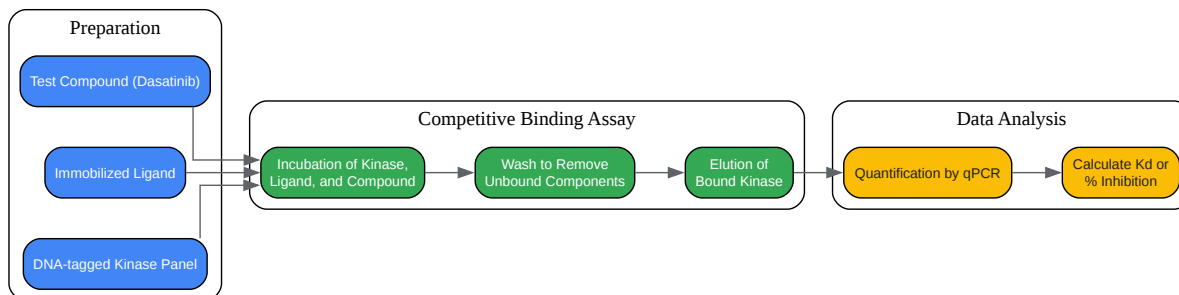 Preparation
Test Compound (Dasatinib)
Immobilized Ligand
DNA-tagged Kinase Panel
Competitive Binding Assay
Incubation of Kinase,
Ligand, and Compound
Wash to Remove
Unbound Components
Elution of
Bound Kinase
Data Analysis
Quantification by qPCR
Calculate Kd or
% Inhibition